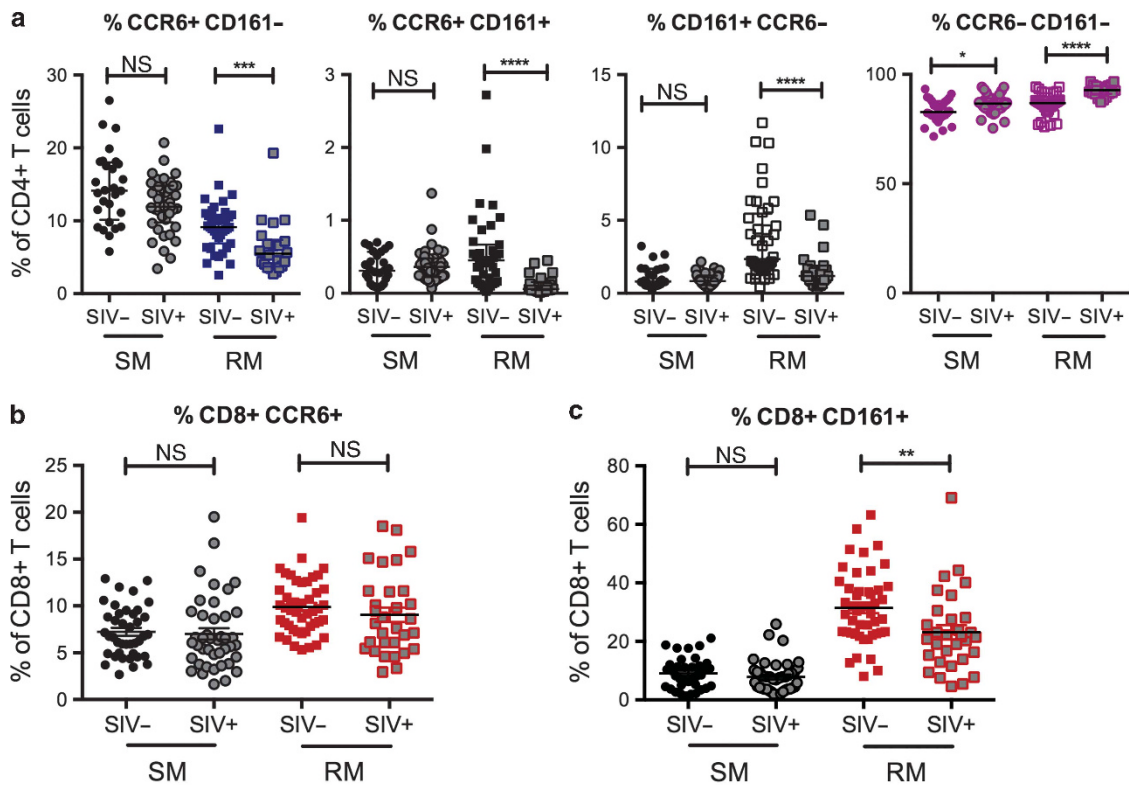 a
% CCR6+ CD161– % CCR6+ CD161+ % CD161+ CCR6– % CCR6– CD161–
% of CD4+ T cells
30
20
10
0
NS ***
SIV– SIV+ SIV– SIV+
SM RM
3
2
1
0
NS ****
SIV– SIV+ SIV– SIV+
SM RM
15
10
5
0
NS ****
SIV– SIV+ SIV– SIV+
SM RM
100
90
0
* ****
SIV– SIV+ SIV– SIV+
SM RM
b
% CD8+ CCR6+
% of CD8+ T cells
25
20
15
10
5
0
NS NS
SIV– SIV+ SIV– SIV+
SM RM
c
% CD8+ CD161+
% of CD8+ T cells
80
60
40
20
0
NS **
SIV– SIV+ SIV– SIV+
SM RM